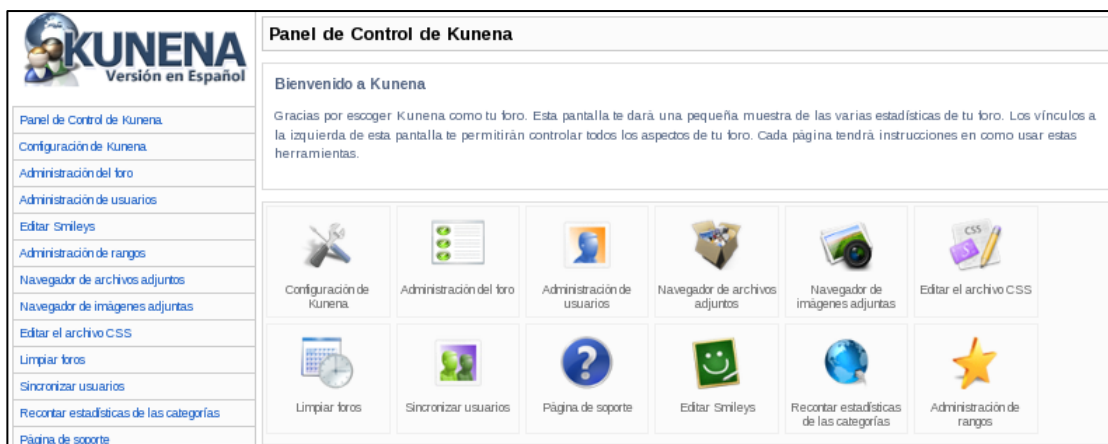 KUNENA
Versión en Español
Panel de Control de Kunena
Configuración de Kunena
Administración del foro
Administración de usuarios
Editar Smileys
Administración de rangos
Navegador de archivos adjuntos
Navegador de imágenes adjuntas
Editar el archivo CSS
Limpiar foros
Sincronizar usuarios
Recontar estadísticas de las categorías
Página de soporte
Panel de Control de Kunena
Bienvenido a Kunena
Gracias por escoger Kunena como tu foro. Esta pantalla te dará una pequeña muestra de las varias estadísticas de tu foro. Los vínculos a
la izquierda de esta pantalla te permitirán controlar todos los aspectos de tu foro. Cada página tendrá instrucciones en como usar estas
herramientas.
Configuración de
Kunena
Administración del foro
Administración de
usuarios
Navegador de archivos
adjuntos
Navegador de
imágenes adjuntas
CSS
Editar el archivo CSS
Limpiar foros
Sincronizar usuarios
Página de soporte
Editar Smileys
Recontar estadísticas
de las categorías
Administración de
rangos